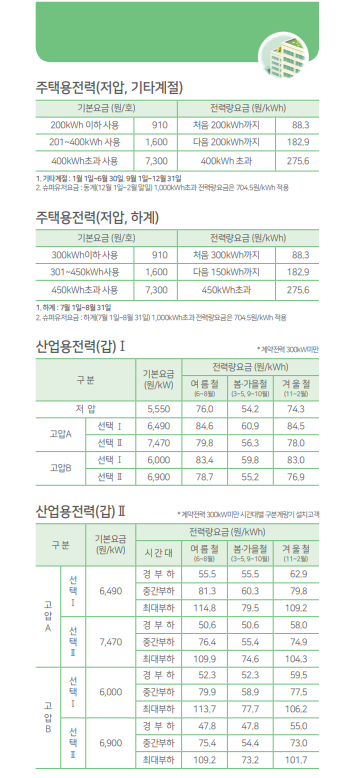 주택용전력(저압, 기타계절)
기본요금 (원/호) 전력량요금 (원/kWh)
200kWh 이하 사용 910 처음 200kWh까지 88.3
201~400kWh 사용 1,600 다음 200kWh까지 182.9
400kWh초과 사용 7,300 400kWh 초과 275.6
1. 기타계절 : 1월 1일~6월 30일, 9월 1일~12월 31일
2. 슈퍼유저요금 : 동계(12월 1일~2월 말일) 1,000kWh초과 전력량요금은 704.5원/kWh 적용
주택용전력(저압, 하계)
기본요금 (원/호) 전력량요금 (원/kWh)
300kWh이하 사용 910 처음 300kWh까지 88.3
301~450kWh사용 1,600 다음 150kWh까지 182.9
450kWh초과 사용 7,300 450kWh초과 275.6
1. 하계 : 7월 1일~8월 31일
2. 슈퍼유저요금 : 하계(7월 1일~8월 31일) 1,000kWh초과 전력량요금은 704.5원/kWh 적용
산업용전력(갑) Ⅰ
* 계약전력 300kW미만
구 분 기본요금 (원/kW) 전력량요금 (원/kWh)
여 름 철 (6~8월) 봄·가을철 (3~5, 9~10월) 겨 울 철 (11~2월)
저 압 5,550 76.0 54.2 74.3
고압A 선택 Ⅰ 6,490 84.6 60.9 84.5
선택 Ⅱ 7,470 79.8 56.3 78.0
고압B 선택 Ⅰ 6,000 83.4 59.8 83.0
선택 Ⅱ 6,900 78.7 55.2 76.9
산업용전력(갑) Ⅱ
* 계약전력 300kW미만 시간대별 구분계량기 설치고객
구 분 기본요금 (원/kW) 전력량요금 (원/kWh)
시 간 대 여 름 철 (6~8월) 봄·가을철 (3~5, 9~10월) 겨 울 철 (11~2월)
고압A 선택Ⅰ 6,490 경 부 하 55.5 55.5 62.9
중간부하 81.3 60.3 79.8
최대부하 114.8 79.5 109.2
선택Ⅱ 7,470 경 부 하 50.6 50.6 58.0
중간부하 76.4 55.4 74.9
최대부하 109.9 74.6 104.3
고압B 선택Ⅰ 6,000 경 부 하 52.3 52.3 59.5
중간부하 79.9 58.9 77.5
최대부하 113.7 77.7 106.2
선택Ⅱ 6,900 경 부 하 47.8 47.8 55.0
중간부하 75.4 54.4 73.0
최대부하 109.2 73.2 101.7